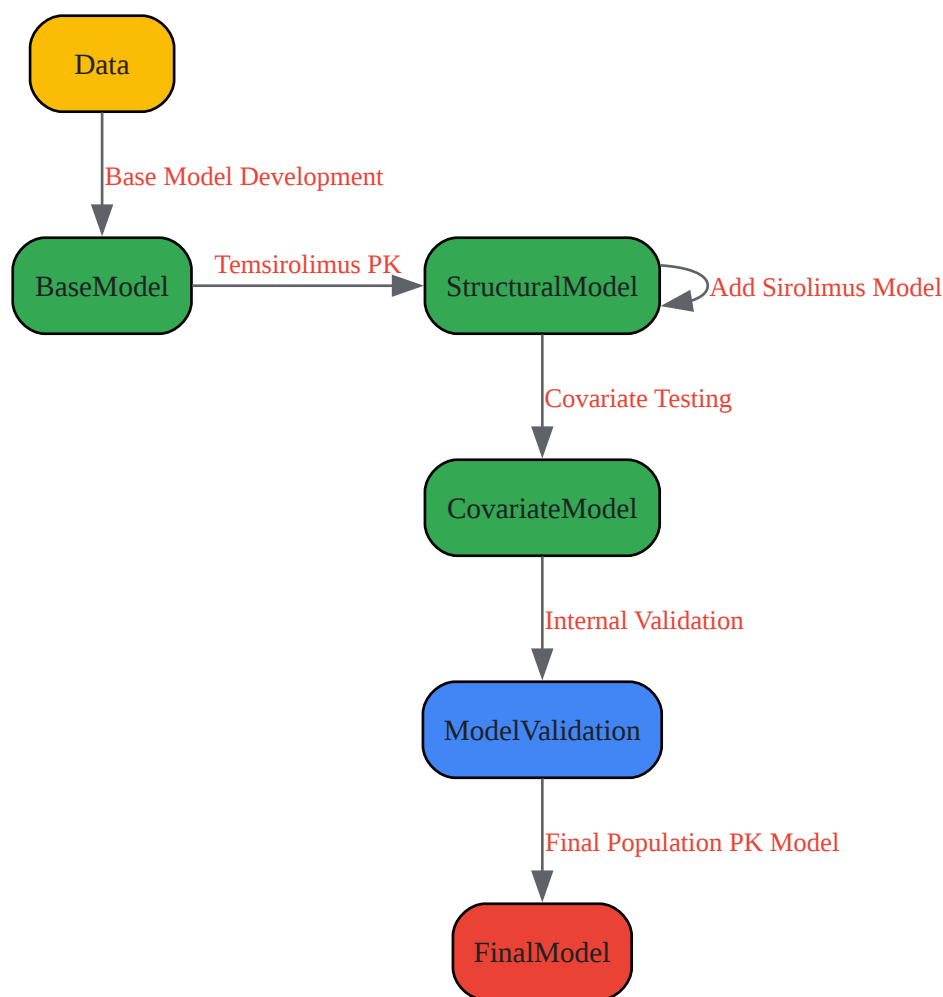 Data
Base Model Development
BaseModel
Temsirolimus PK
StructuralModel
Add Sirolimus Model
Covariate Testing
CovariateModel
Internal Validation
ModelValidation
Final Population PK Model
FinalModel